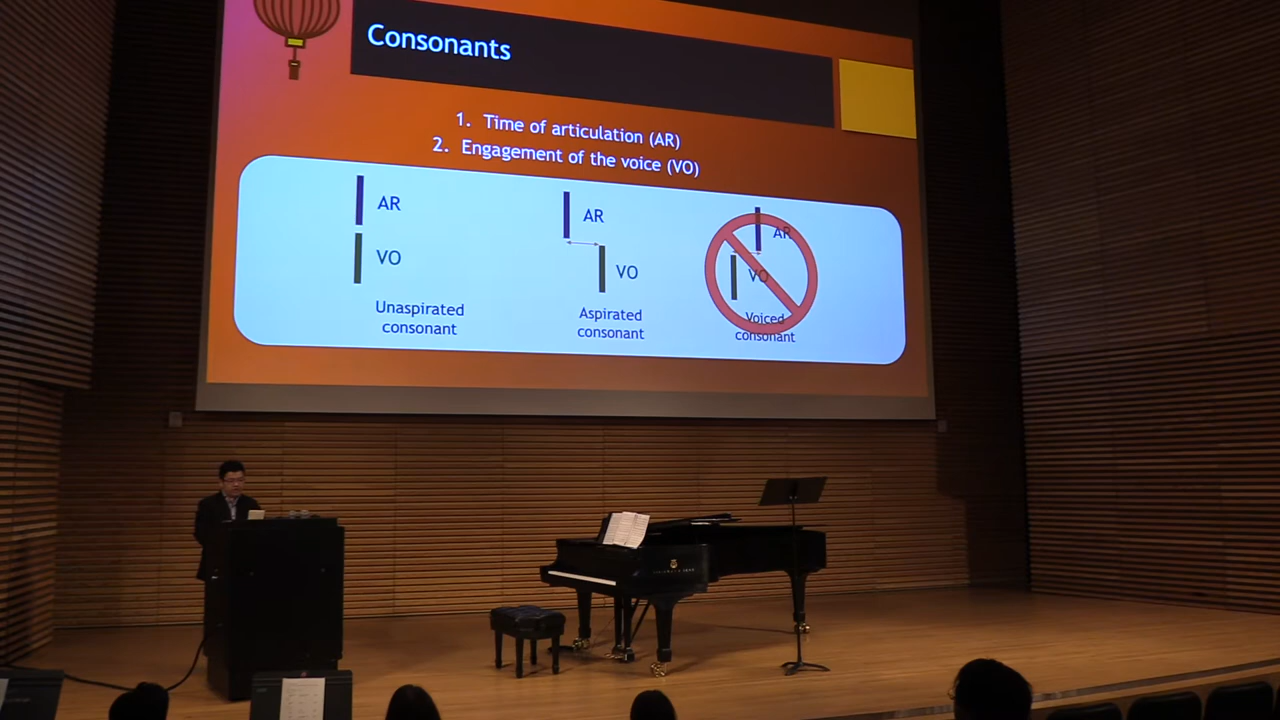 Consonants
1. Time of articulation (AR)
2. Engagement of the voice (VO)
AR
VO
Unaspirated
consonant
AR
VO
Aspirated
consonant
AR
VO
Voiced
consonant